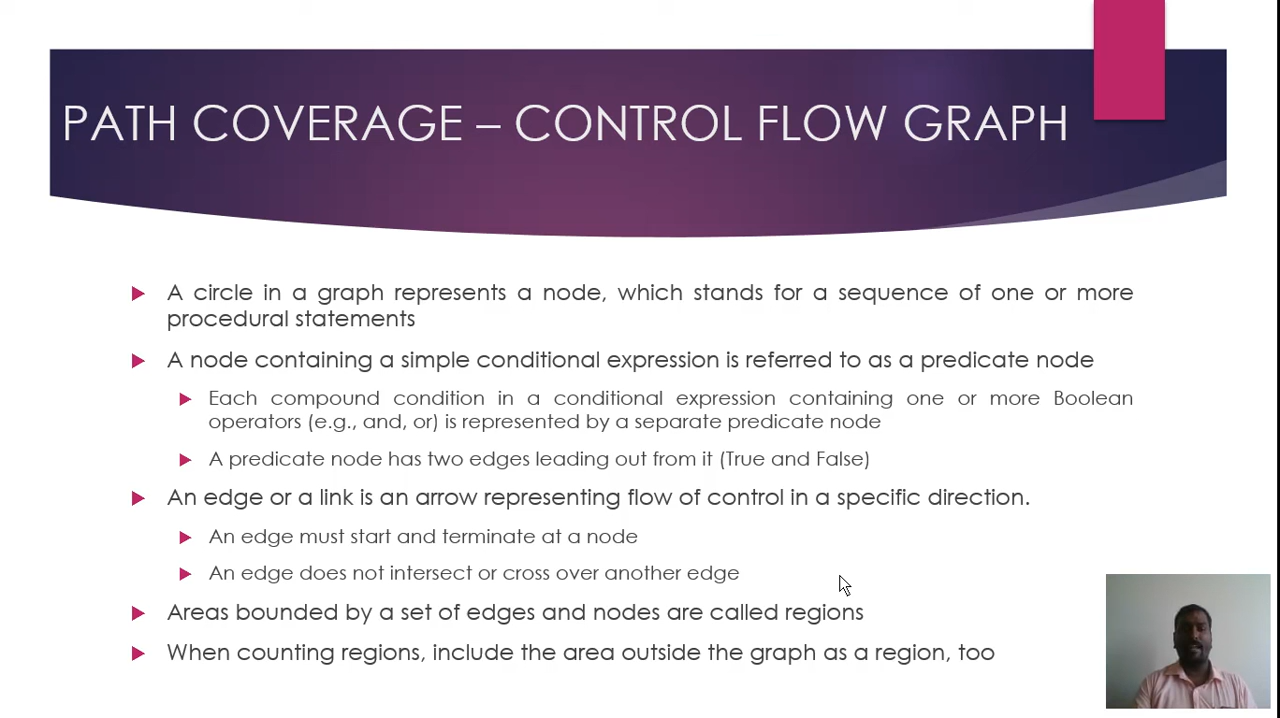 PATH COVERAGE – CONTROL FLOW GRAPH
A circle in a graph represents a node, which stands for a sequence of one or more
procedural statements
A node containing a simple conditional expression is referred to as a predicate node
Each compound condition in a conditional expression containing one or more Boolean
operators (e.g., and, or) is represented by a separate predicate node
A predicate node has two edges leading out from it (True and False)
An edge or a link is an arrow representing flow of control in a specific direction.
An edge must start and terminate at a node
An edge does not intersect or cross over another edge
Areas bounded by a set of edges and nodes are called regions
When counting regions, include the area outside the graph as a region, too